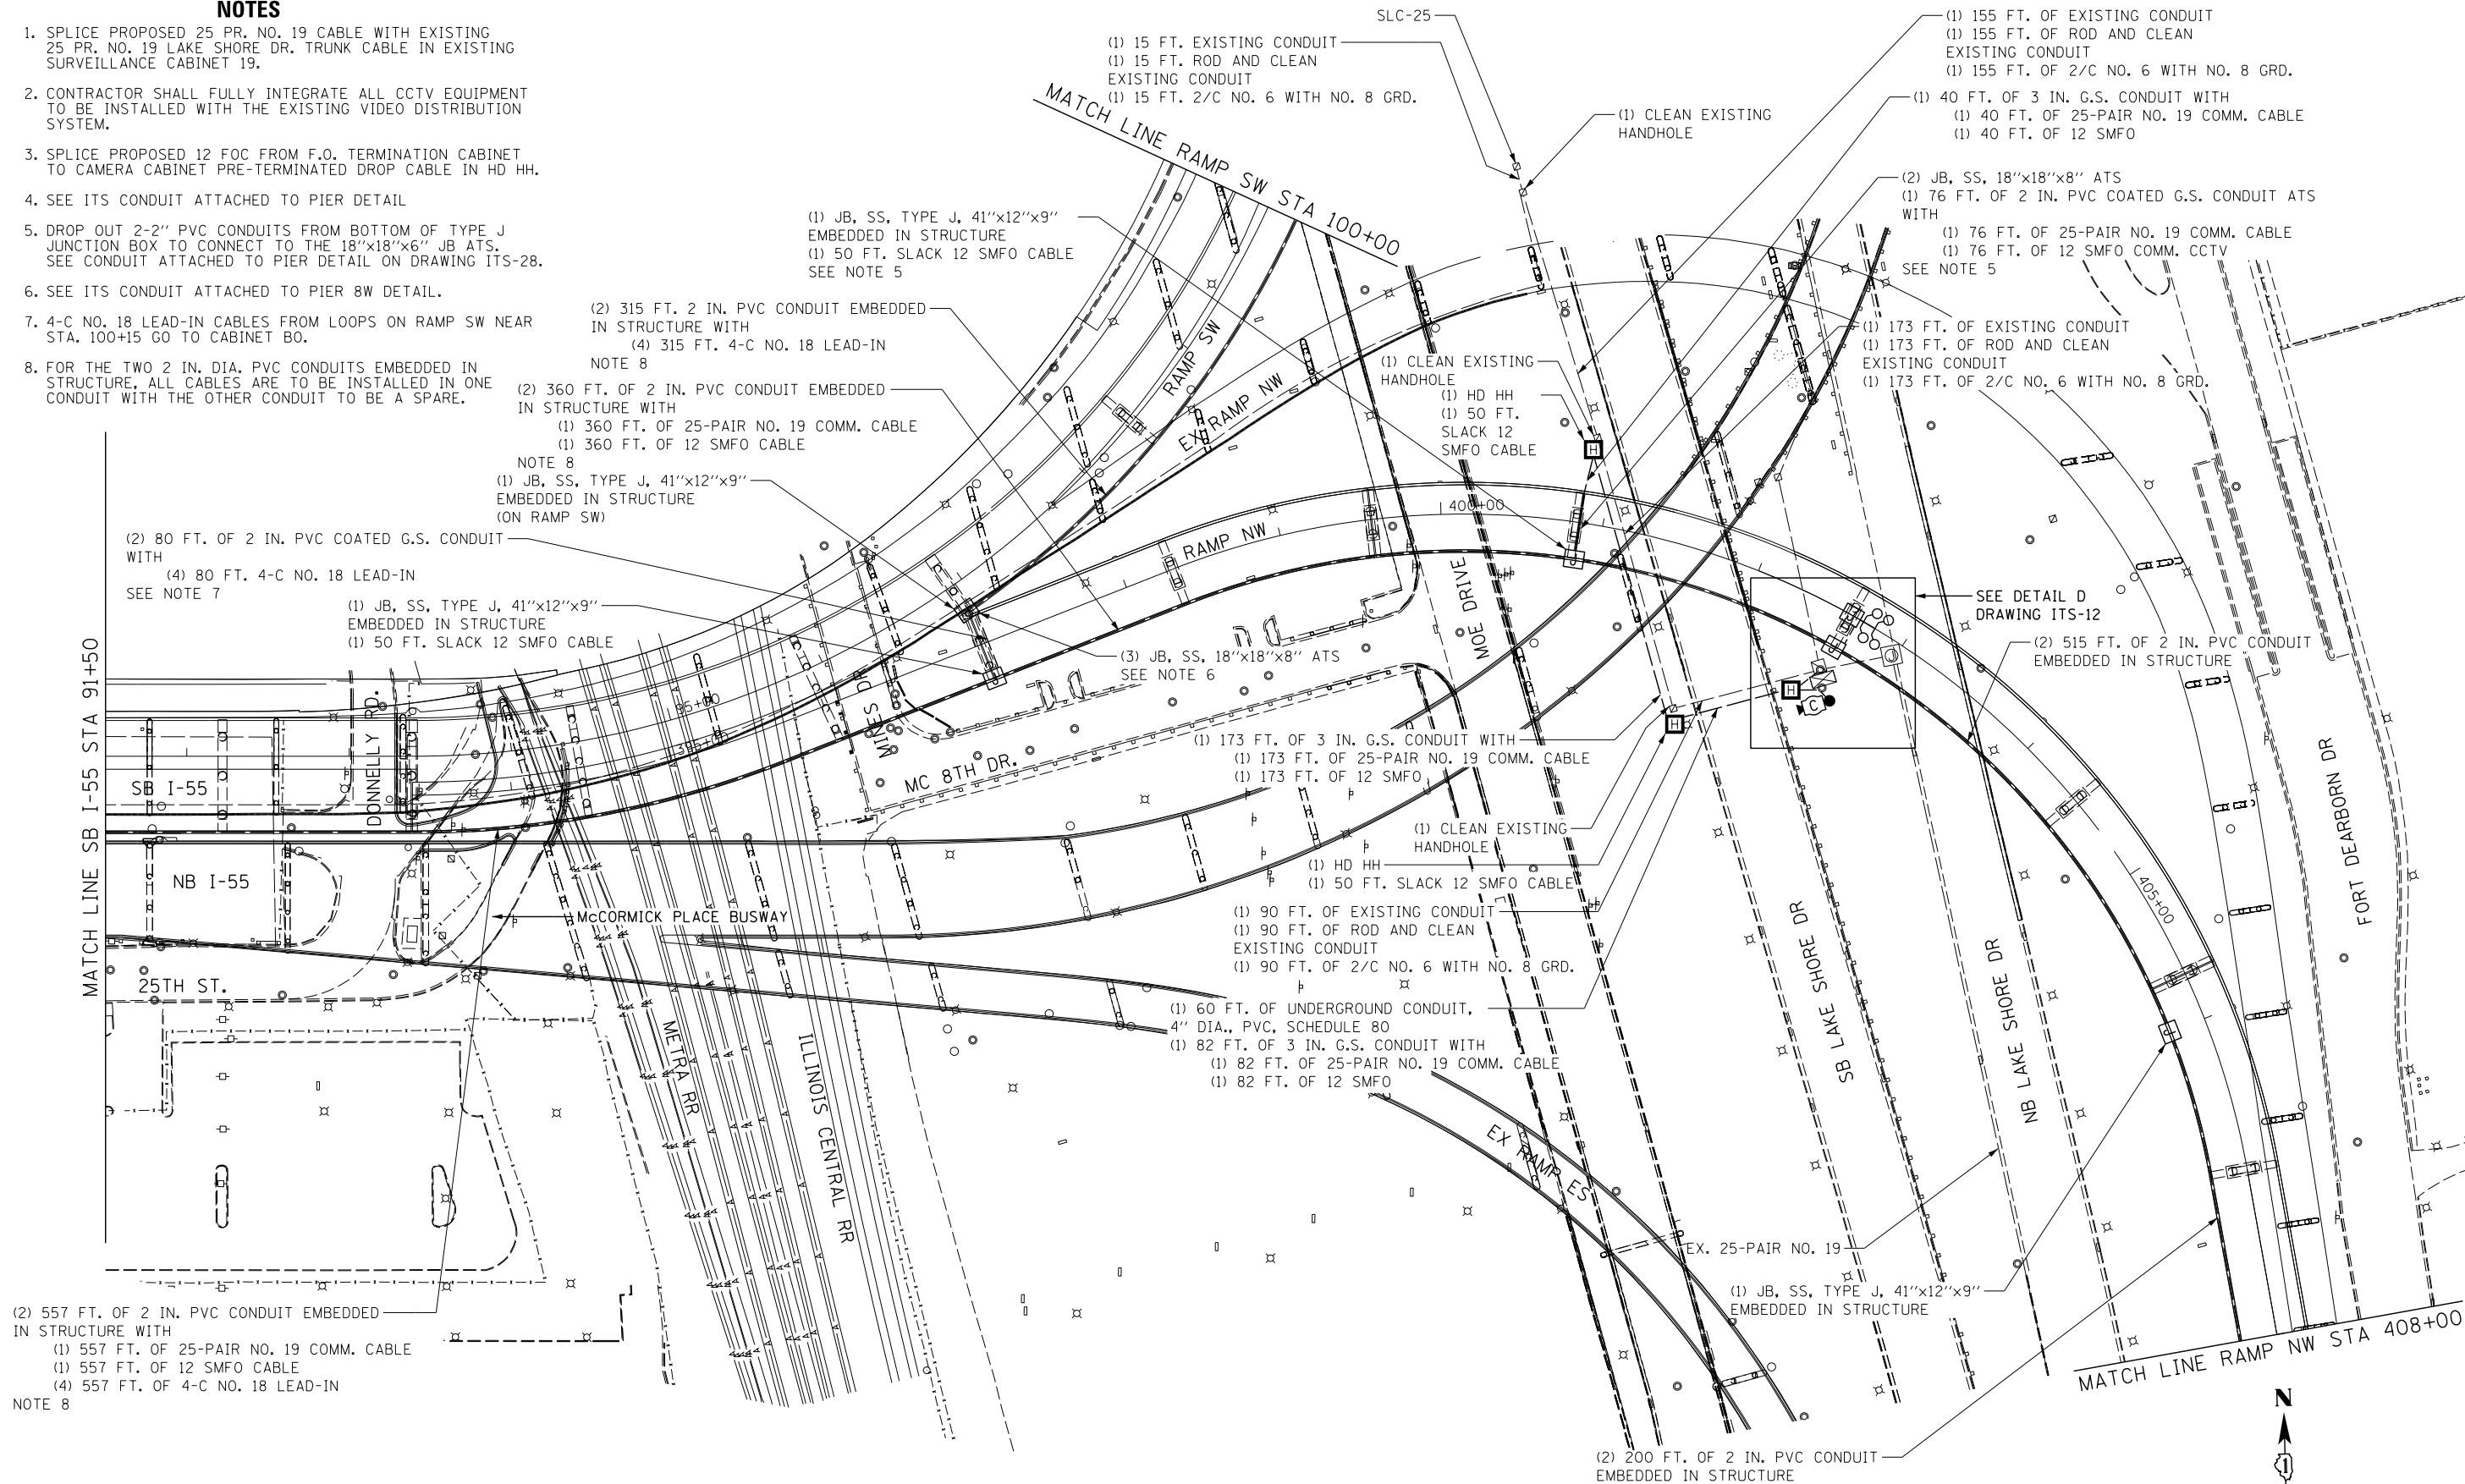 NOTES
1. SPLICE PROPOSED 25 PR. NO. 19 CABLE WITH EXISTING
25 PR. NO. 19 LAKE SHORE DR. TRUNK CABLE IN EXISTING
SURVEILLANCE CABINET 19.
2. CONTRACTOR SHALL FULLY INTEGRATE ALL CCTV EQUIPMENT
TO BE INSTALLED WITH THE EXISTING VIDEO DISTRIBUTION
SYSTEM.
3. SPLICE PROPOSED 12 FOC FROM F.O. TERMINATION CABINET
TO CAMERA CABINET PRE-TERMINATED DROP CABLE IN HD HH.
4. SEE ITS CONDUIT ATTACHED TO PIER DETAIL
5. DROP OUT 2-2'' PVC CONDUITS FROM BOTTOM OF TYPE J
JUNCTION BOX TO CONNECT TO THE 18''x18''x6'' JB ATS.
SEE CONDUIT ATTACHED TO PIER DETAIL ON DRAWING ITS-28.
6. SEE ITS CONDUIT ATTACHED TO PIER 8W DETAIL.
7. 4-C NO. 18 LEAD-IN CABLES FROM LOOPS ON RAMP SW NEAR
STA. 100+15 GO TO CABINET BO.
8. FOR THE TWO 2 IN. DIA. PVC CONDUITS EMBEDDED IN
STRUCTURE, ALL CABLES ARE TO BE INSTALLED IN ONE
CONDUIT WITH THE OTHER CONDUIT TO BE A SPARE.
SLC-25
(1) 15 FT. EXISTING CONDUIT
(1) 15 FT. ROD AND CLEAN
EXISTING CONDUIT
(1) 15 FT. 2/C NO. 6 WITH NO. 8 GRD.
MATCH LINE RAMP SW STA 100+00
(1) CLEAN EXISTING
HANDHOLE
(1) 155 FT. OF EXISTING CONDUIT
(1) 155 FT. OF ROD AND CLEAN
EXISTING CONDUIT
(1) 155 FT. OF 2/C NO. 6 WITH NO. 8 GRD.
(1) 40 FT. OF 3 IN. G.S. CONDUIT WITH
(1) 40 FT. OF 25-PAIR NO. 19 COMM. CABLE
(1) 40 FT. OF 12 SMFO
(2) JB, SS, 18''x18''x8'' ATS
(1) 76 FT. OF 2 IN. PVC COATED G.S. CONDUIT ATS
WITH
(1) 76 FT. OF 25-PAIR NO. 19 COMM. CABLE
(1) 76 FT. OF 12 SMFO COMM. CCTV
SEE NOTE 5
(1) 173 FT. OF EXISTING CONDUIT
(1) 173 FT. OF ROD AND CLEAN
EXISTING CONDUIT
(1) 173 FT. OF 2/C NO. 6 WITH NO. 8 GRD.
(1) JB, SS, TYPE J, 41''x12''x9''
EMBEDDED IN STRUCTURE
(1) 50 FT. SLACK 12 SMFO CABLE
SEE NOTE 5
(2) 315 FT. 2 IN. PVC CONDUIT EMBEDDED
IN STRUCTURE WITH
(4) 315 FT. 4-C NO. 18 LEAD-IN
NOTE 8
(2) 360 FT. OF 2 IN. PVC CONDUIT EMBEDDED
IN STRUCTURE WITH
(1) 360 FT. OF 25-PAIR NO. 19 COMM. CABLE
(1) 360 FT. OF 12 SMFO CABLE
NOTE 8
(1) JB, SS, TYPE J, 41''x12''x9''
EMBEDDED IN STRUCTURE
(ON RAMP SW)
(1) CLEAN EXISTING
HANDHOLE
(1) HD HH
(1) 50 FT.
SLACK 12
SMFO CABLE
H
RAMP SW
EX RAMP NW
RAMP NW
400+00
(2) 80 FT. OF 2 IN. PVC COATED G.S. CONDUIT
WITH
(4) 80 FT. 4-C NO. 18 LEAD-IN
SEE NOTE 7
(1) JB, SS, TYPE J, 41''x12''x9''
EMBEDDED IN STRUCTURE
(1) 50 FT. SLACK 12 SMFO CABLE
MATCH LINE SB I-55 STA 91+50
(3) JB, SS, 18''x18''x8'' ATS
SEE NOTE 6
MOE DRIVE
SEE DETAIL D
DRAWING ITS-12
(2) 515 FT. OF 2 IN. PVC CONDUIT
EMBEDDED IN STRUCTURE
DONNELLY RD.
MINES DR
SB I-55
NB I-55
25TH ST.
MC 8TH DR.
H
C
H
(1) 173 FT. OF 3 IN. G.S. CONDUIT WITH
(1) 173 FT. OF 25-PAIR NO. 19 COMM. CABLE
(1) 173 FT. OF 12 SMFO
(1) CLEAN EXISTING
HANDHOLE
(1) HD HH
(1) 50 FT. SLACK 12 SMFO CABLE
McCORMICK PLACE BUSWAY
(1) 90 FT. OF EXISTING CONDUIT
(1) 90 FT. OF ROD AND CLEAN
EXISTING CONDUIT
(1) 90 FT. OF 2/C NO. 6 WITH NO. 8 GRD.
(1) 60 FT. OF UNDERGROUND CONDUIT,
4'' DIA., PVC, SCHEDULE 80
(1) 82 FT. OF 3 IN. G.S. CONDUIT WITH
(1) 82 FT. OF 25-PAIR NO. 19 COMM. CABLE
(1) 82 FT. OF 12 SMFO
METRA RR
ILLINOIS CENTRAL RR
SB LAKE SHORE DR
NB LAKE SHORE DR
FORT DEARBORN DR
405+00
EX RAMP ES
EX. 25-PAIR NO. 19
(1) JB, SS, TYPE J, 41''x12''x9''
EMBEDDED IN STRUCTURE
(2) 557 FT. OF 2 IN. PVC CONDUIT EMBEDDED
IN STRUCTURE WITH
(1) 557 FT. OF 25-PAIR NO. 19 COMM. CABLE
(1) 557 FT. OF 12 SMFO CABLE
(4) 557 FT. OF 4-C NO. 18 LEAD-IN
NOTE 8
MATCH LINE RAMP NW STA 408+00
N
1
(2) 200 FT. OF 2 IN. PVC CONDUIT
EMBEDDED IN STRUCTURE